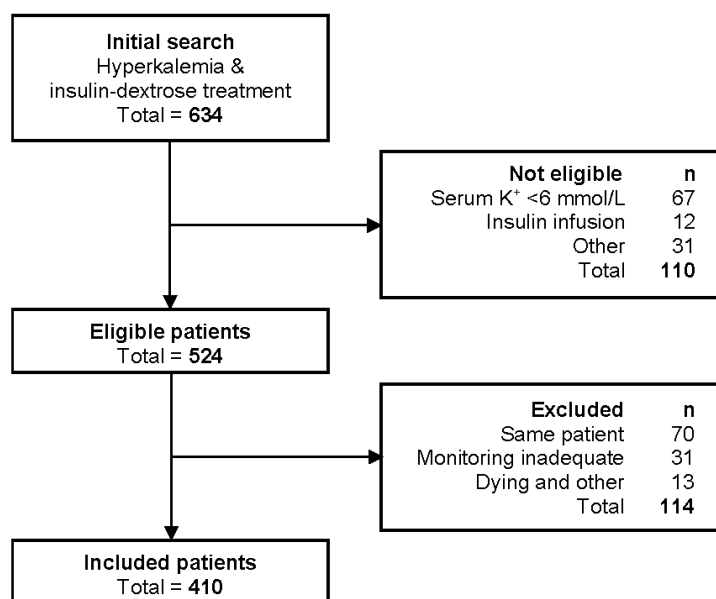 Initial search
Hyperkalemia &
insulin-dextrose treatment
Total = 634
Not eligible n
Serum K⁺ <6 mmol/L 67
Insulin infusion 12
Other 31
Total 110
Eligible patients
Total = 524
Excluded n
Same patient 70
Monitoring inadequate 31
Dying and other 13
Total 114
Included patients
Total = 410